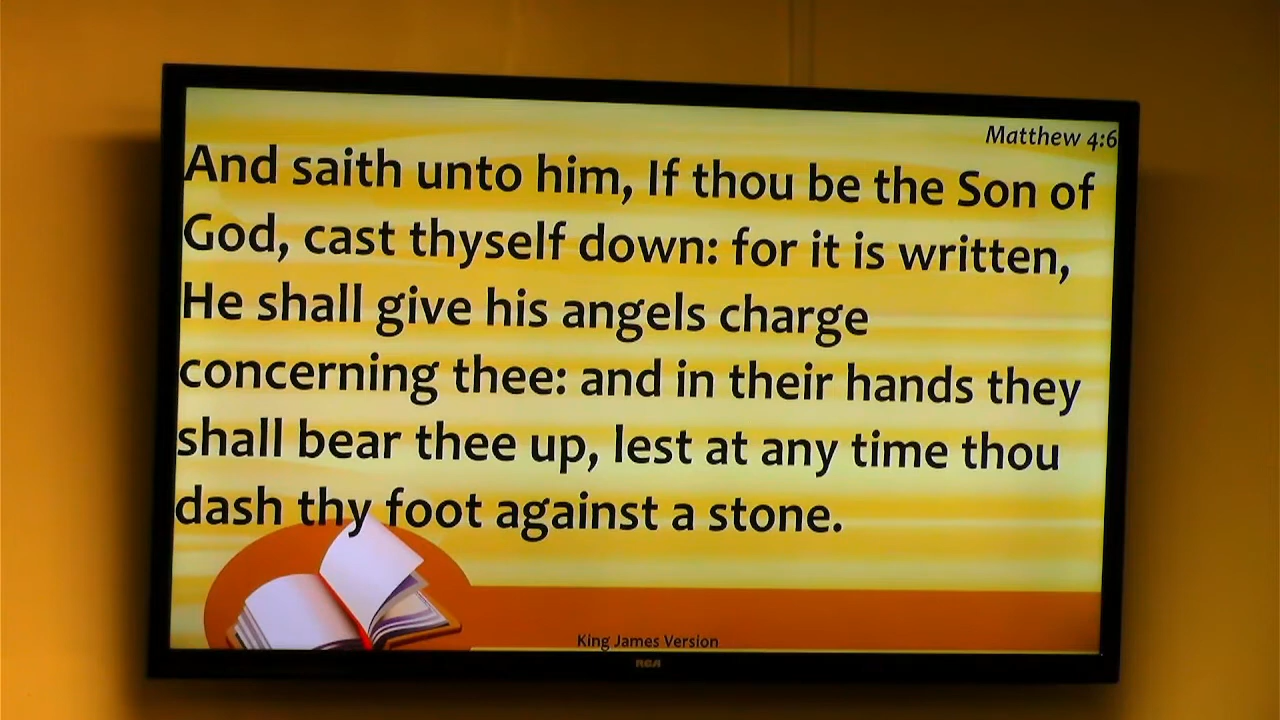 Matthew 4:6
And saith unto him, If thou be the Son of
God, cast thyself down: for it is written,
He shall give his angels charge
concerning thee: and in their hands they
shall bear thee up, lest at any time thou
dash thy foot against a stone.
King James Version
RCA